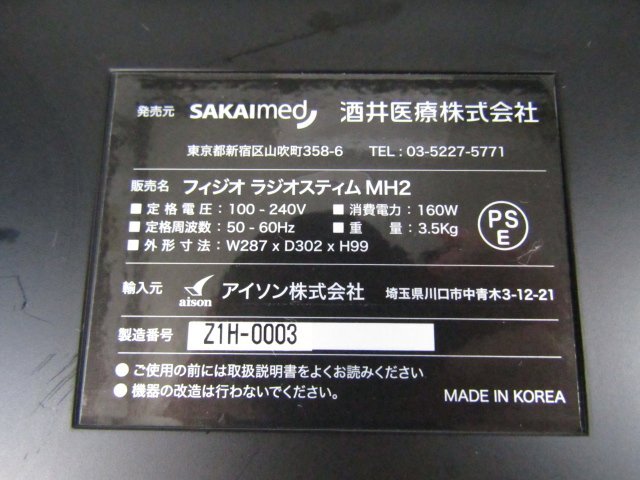 発売元 SAKAImed 酒井医療株式会社
東京都新宿区山吹町358-6 TEL : 03-5227-5771
販売名 フィジオ ラジオスティム MH2
■ 定格電圧 : 100 - 240V ■ 消費電力 : 160W
■ 定格周波数 : 50 - 60Hz ■ 重 量 : 3.5Kg
■ 外形寸法 : W287 x D302 x H99
PS
E
輸入元 aison アイソン株式会社 埼玉県川口市中青木3-12-21
製造番号 Z1H-0003
● ご使用の前には取扱説明書をよくお読みください
● 機器の改造は行わないでください。
MADE IN KOREA